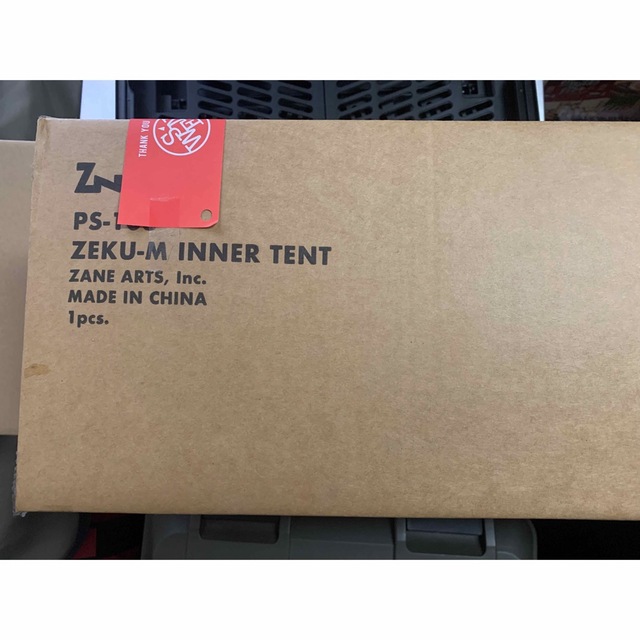 THANK YOU
ZEKU-M INNER TENT
ZANE ARTS, Inc.
MADE IN CHINA
1pcs.